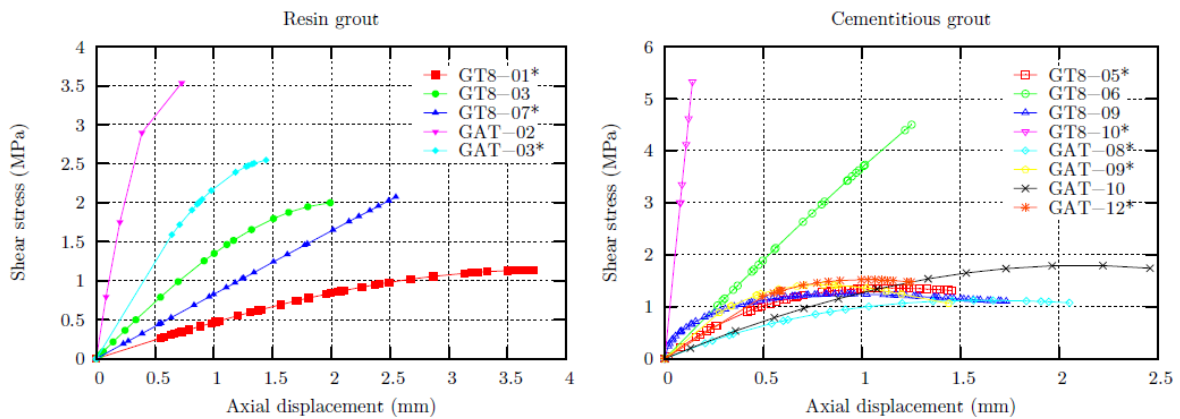 Resin grout
Shear stress (MPa)
4
3.5
3
2.5
2
1.5
1
0.5
0
0 0.5 1 1.5 2 2.5 3 3.5 4
Axial displacement (mm)
GT8−01*
GT8−03
GT8−07*
GAT−02
GAT−03*
Cementitious grout
Shear stress (MPa)
6
5
4
3
2
1
0
0 0.5 1 1.5 2 2.5
Axial displacement (mm)
GT8−05*
GT8−06
GT8−09
GT8−10*
GAT−08*
GAT−09*
GAT−10
GAT−12*